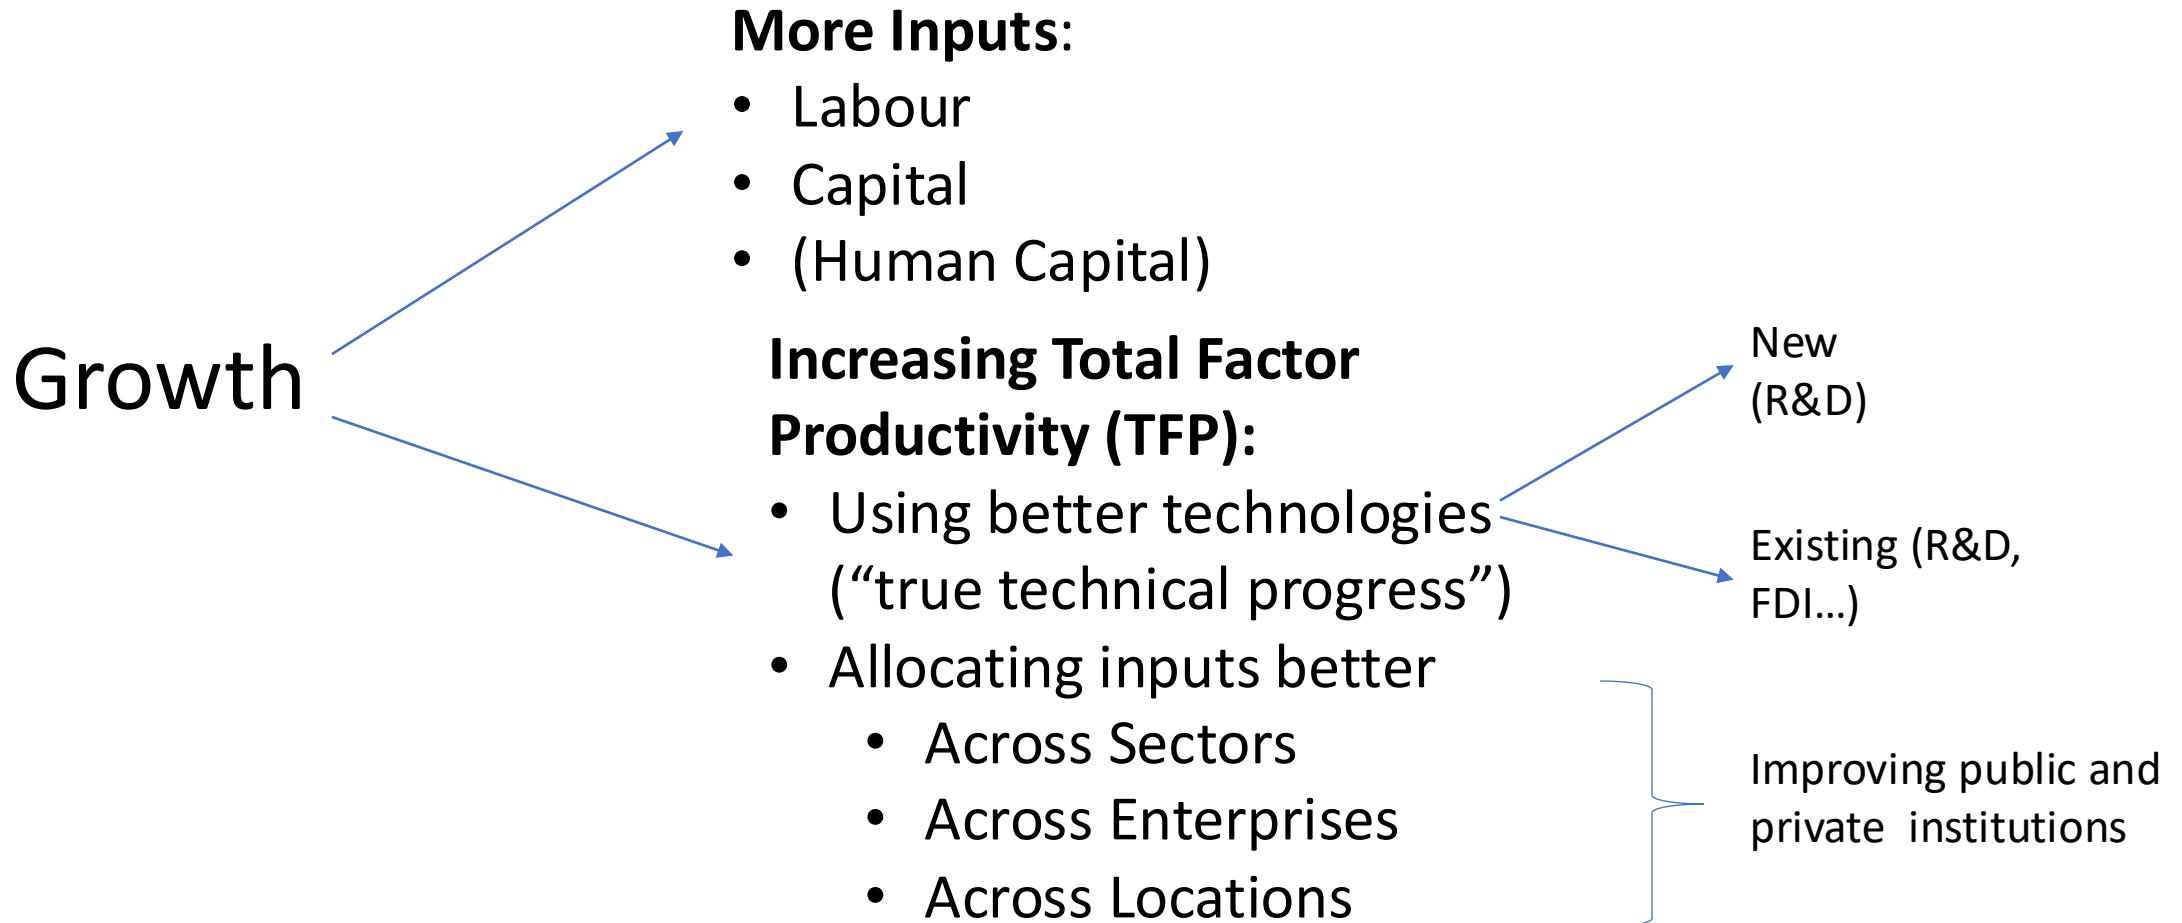 More Inputs:
• Labour
• Capital
• (Human Capital)
Growth
Increasing Total Factor
Productivity (TFP):
• Using better technologies
(“true technical progress”)
• Allocating inputs better
• Across Sectors
• Across Enterprises
• Across Locations
New
(R&D)
Existing (R&D,
FDI…)
Improving public and
private  institutions